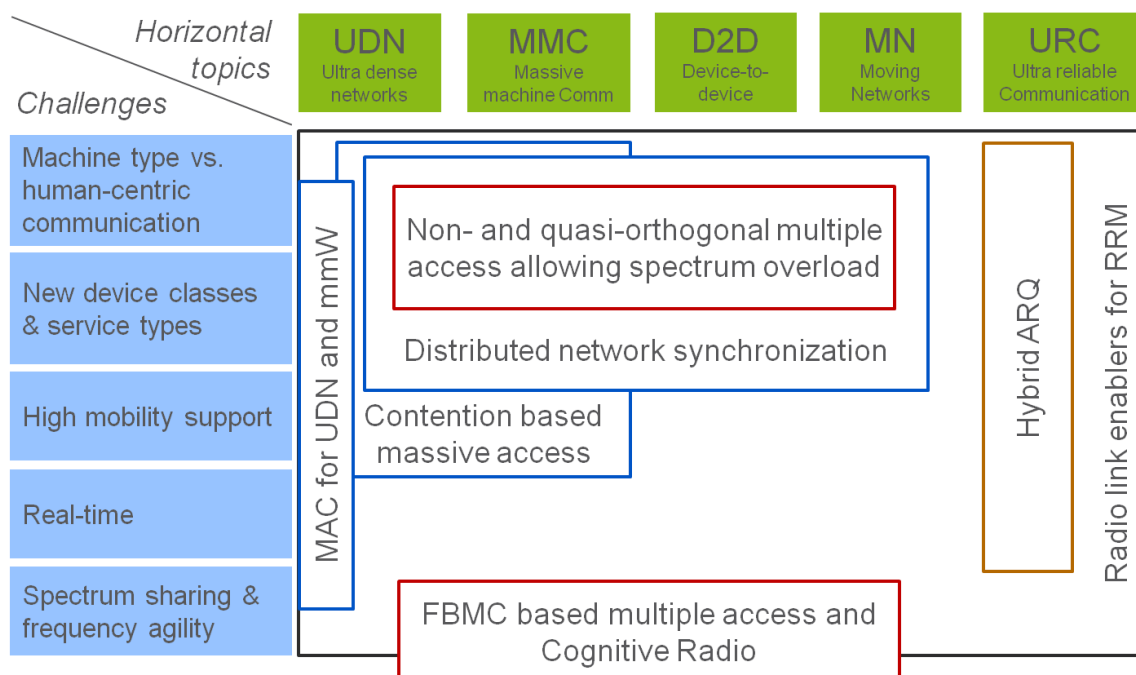 Horizontal
topics
Challenges
UDN
Ultra dense
networks
MMC
Massive
machine Comm
D2D
Device-to-
device
MN
Moving
Networks
URC
Ultra reliable
Communication
Machine type vs.
human-centric
communication
New device classes
& service types
High mobility support
Real-time
Spectrum sharing &
frequency agility
MAC for UDN and mmW
Non- and quasi-orthogonal multiple
access allowing spectrum overload
Distributed network synchronization
Contention based
massive access
Hybrid ARQ
Radio link enablers for RRM
FBMC based multiple access and
Cognitive Radio